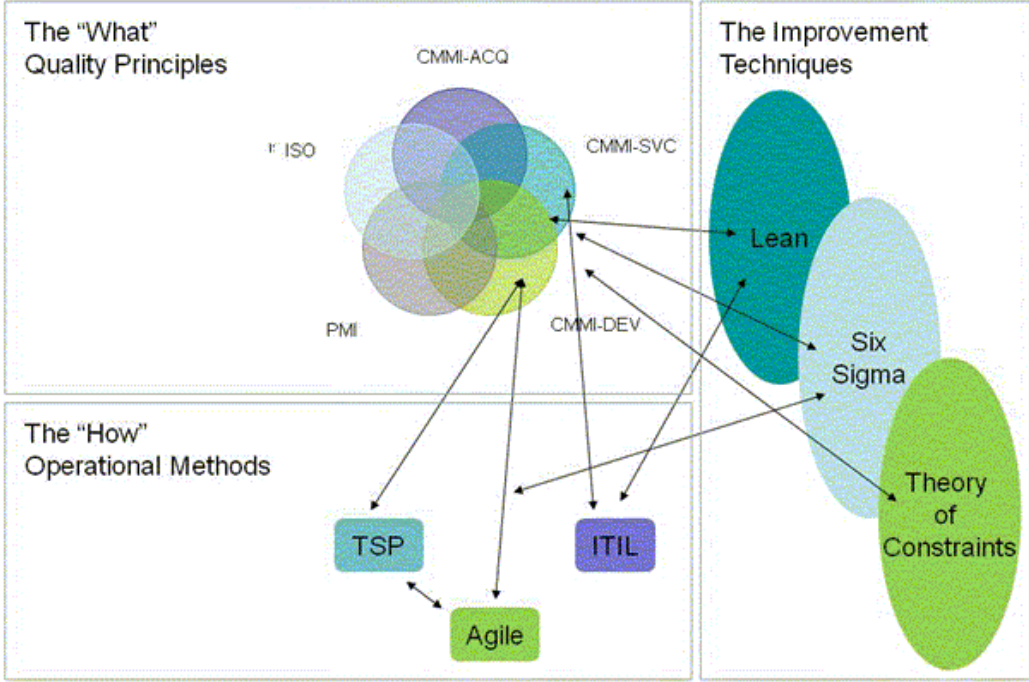 The “What”
Quality Principles
CMMI-ACQ
ISO
CMMI-SVC
PMI
CMMI-DEV
The Improvement
Techniques
Lean
Six
Sigma
Theory
of
Constraints
The “How”
Operational Methods
TSP
ITIL
Agile